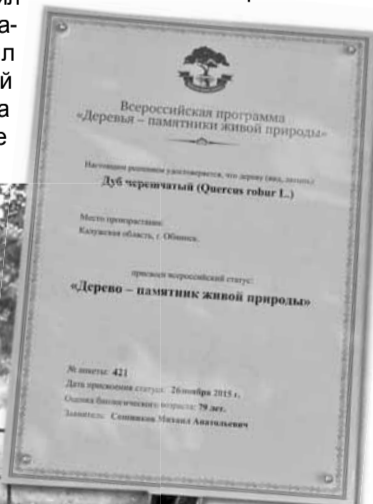 ил
а-
л
й
а
е
Всероссийская программа
«Деревья – памятники живой природы»
Настоящим решением удостоверяется, что дереву (вид, латынь):
Дуб черешчатый (Quercus robur L.)
Место произрастания:
Калужская область, г. Обнинск.
присвоен всероссийский статус:
«Дерево – памятник живой природы»
№ анкеты: 421
Дата присвоения статуса: 26 ноября 2015 г.
Оценка биологического возраста: 79 лет.
Заявитель: Михаил Анатольевич